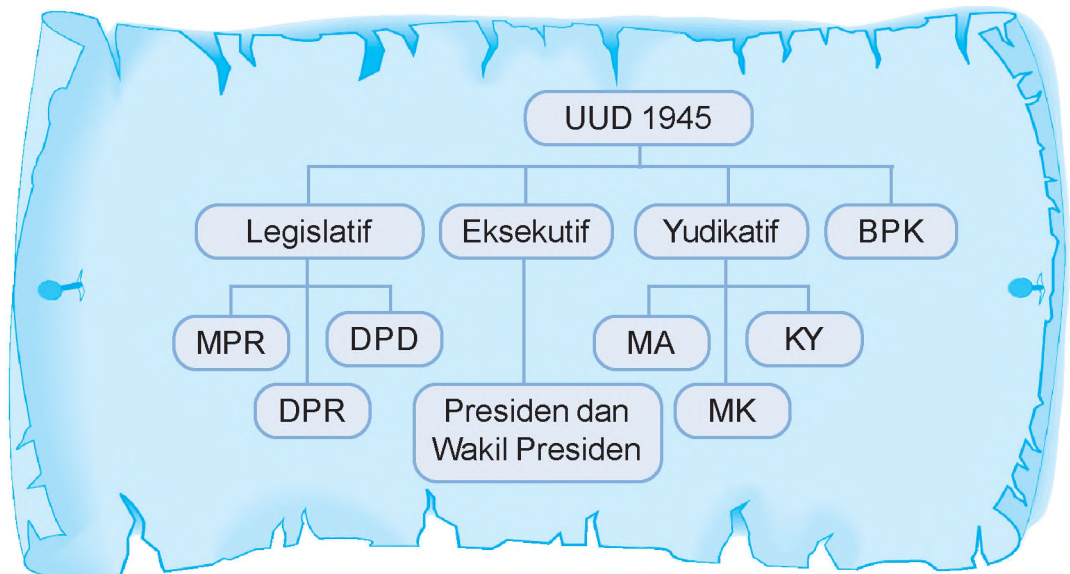 UUD 1945
Legislatif
Eksekutif
Yudikatif
BPK
MPR
DPD
DPR
Presiden dan
Wakil Presiden
MA
KY
MK